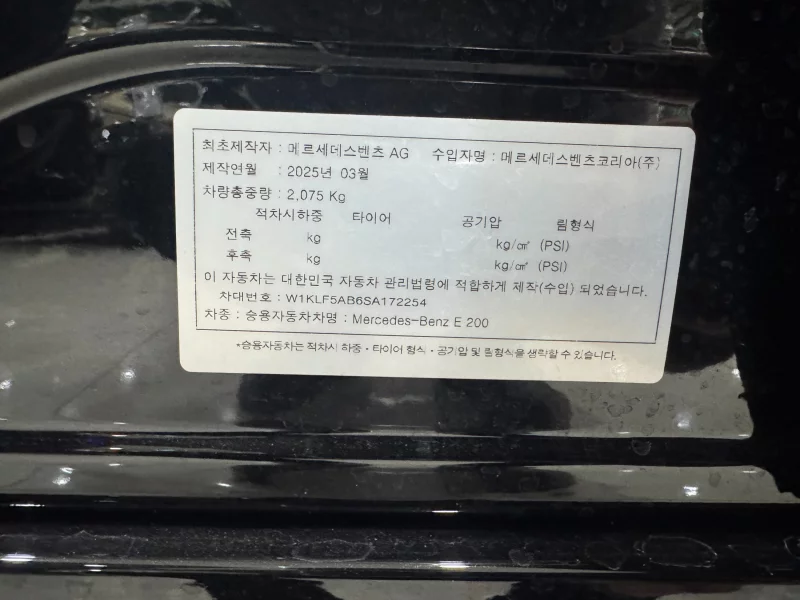 최초제작자 : 메르세데스벤츠 AG 수입자명 : 메르세데스벤츠코리아(주)
제작연월 : 2025년 03월
차량총중량 : 2,075 Kg
적차시하중 타이어 공기압 림형식
전축 kg kg/㎠ (PSI)
후축 kg kg/㎠ (PSI)
이 자동차는 대한민국 자동차 관리법령에 적합하게 제작(수입) 되었습니다.
차대번호 : W1KLF5AB6SA172254
차종 : 승용자동차차명 : Mercedes-Benz E 200
*승용자동차는 적차시 하중・타이어 형식・공기압 및 림형식을 생략할 수 있습니다.